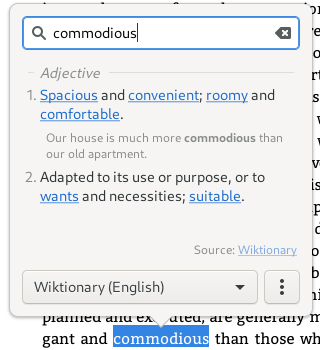 commodious
Adjective
1. Spacious and convenient; roomy and
comfortable.
Our house is much more commodious than
our old apartment.
2. Adapted to its use or purpose, or to
wants and necessities; suitable.
Source: Wiktionary
Wiktionary (English)
planned and executed, are generally m
gant and commodious than those wh